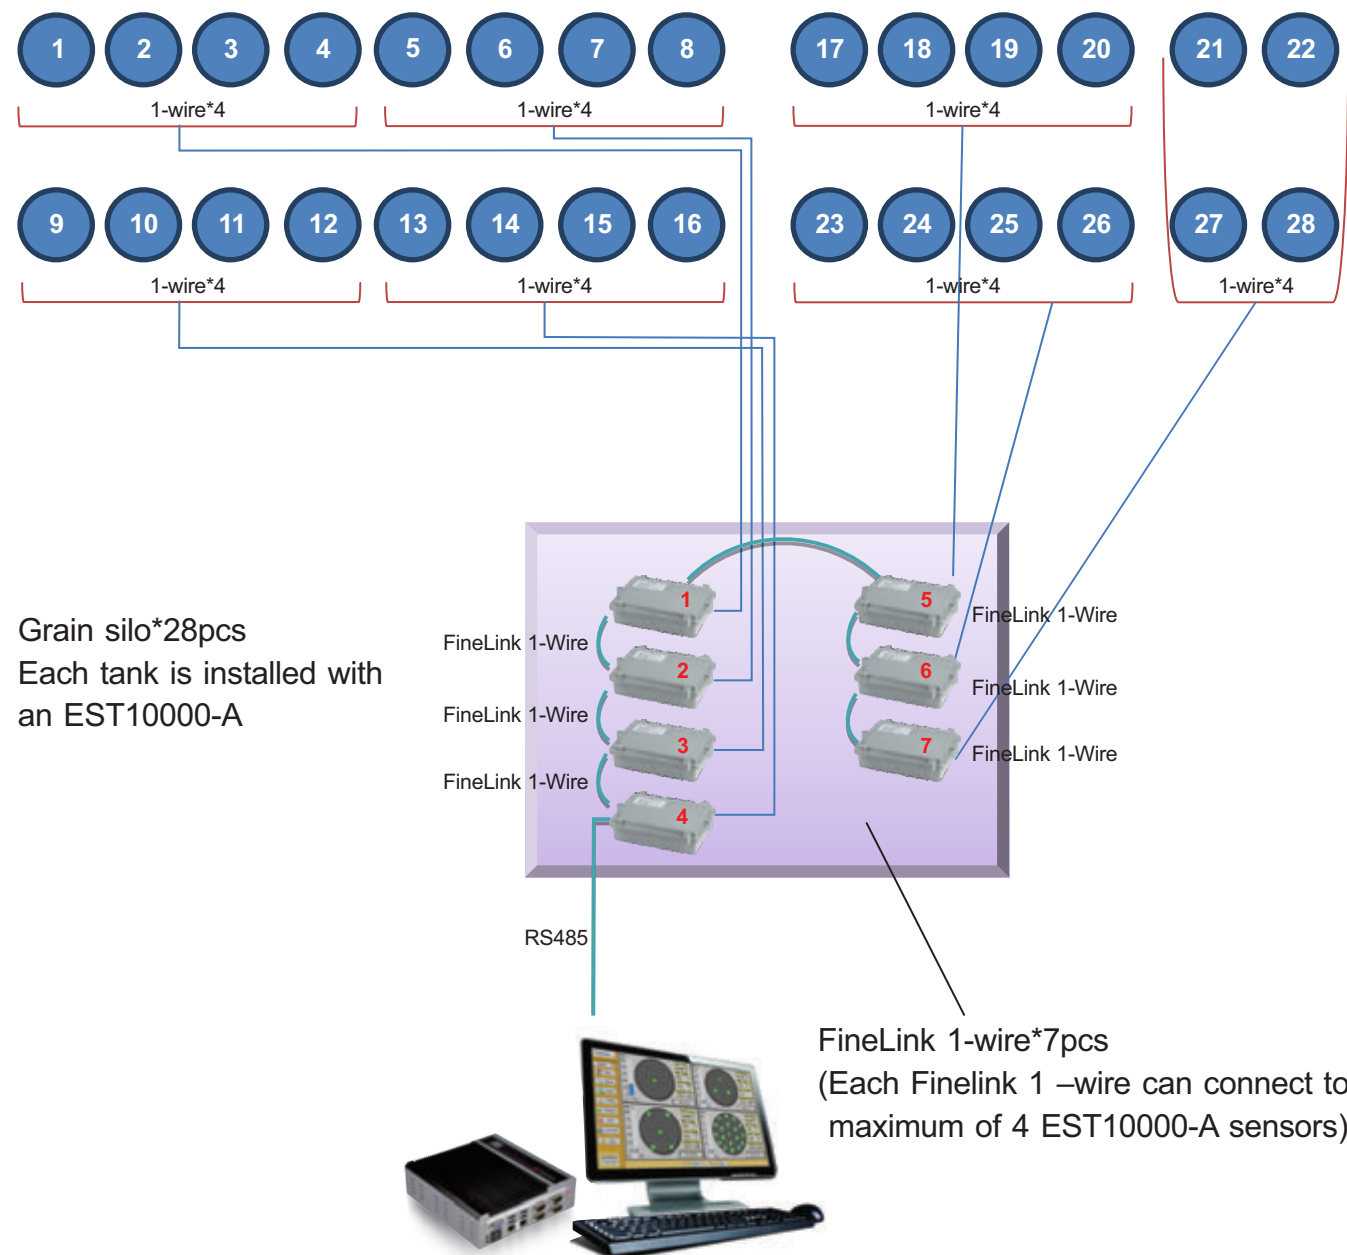 1 2 3 4 5 6 7 8 17 18 19 20 21 22
1-wire*4 1-wire*4 1-wire*4
9 10 11 12 13 14 15 16 23 24 25 26 27 28
1-wire*4 1-wire*4 1-wire*4 1-wire*4
1 5
FineLink 1-Wire FineLink 1-Wire
2 6
FineLink 1-Wire FineLink 1-Wire
3 7
FineLink 1-Wire FineLink 1-Wire
4
Grain silo*28pcs
Each tank is installed with
an EST10000-A
RS485
FineLink 1-wire*7pcs
(Each Finelink 1 –wire can connect to
maximum of 4 EST10000-A sensors)